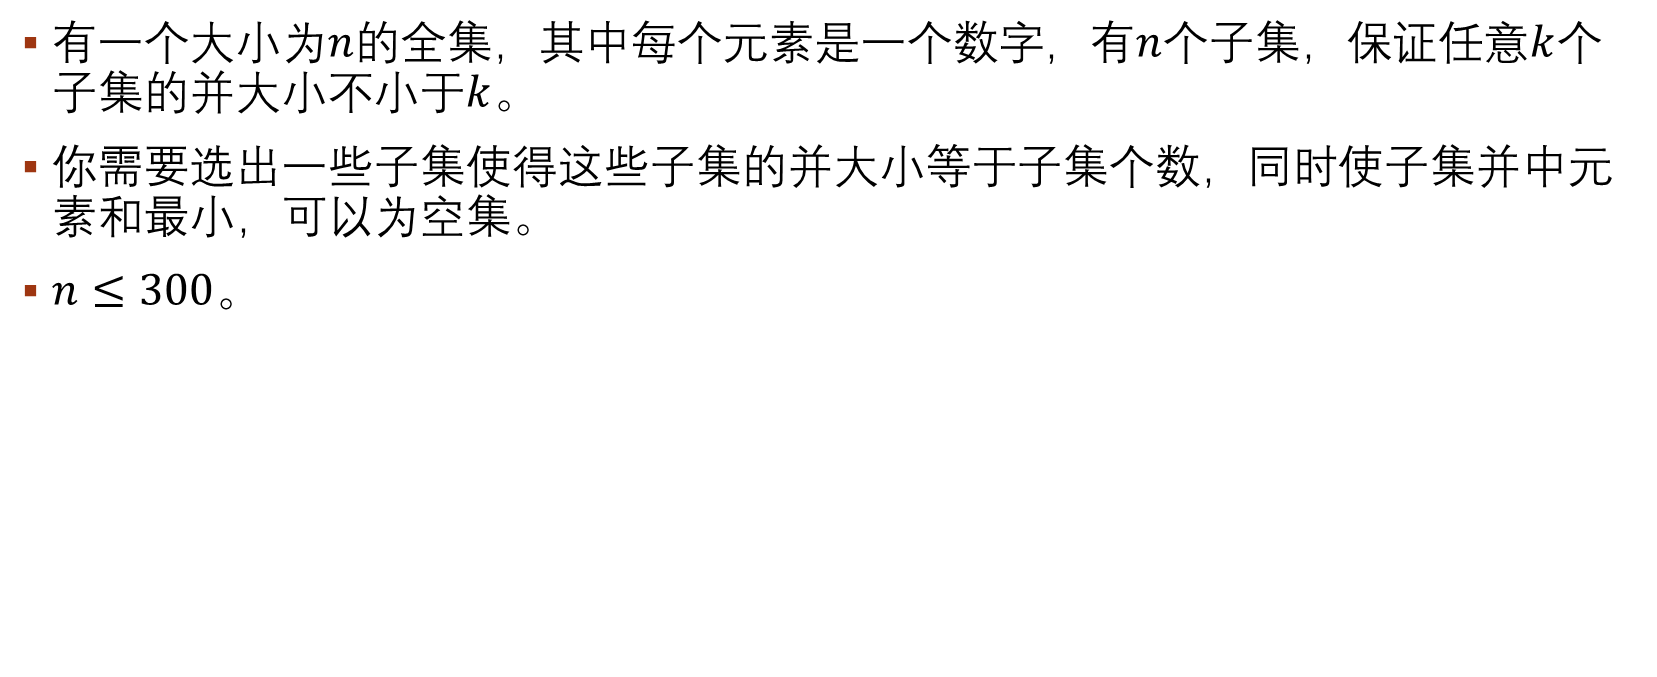 ▪ 有一个大小为n的全集，其中每个元素是一个数字，有n个子集，保证任意k个
子集的并大小不小于k。
▪ 你需要选出一些子集使得这些子集的并大小等于子集个数，同时使子集并中元
素和最小，可以为空集。
▪ n ≤ 300。